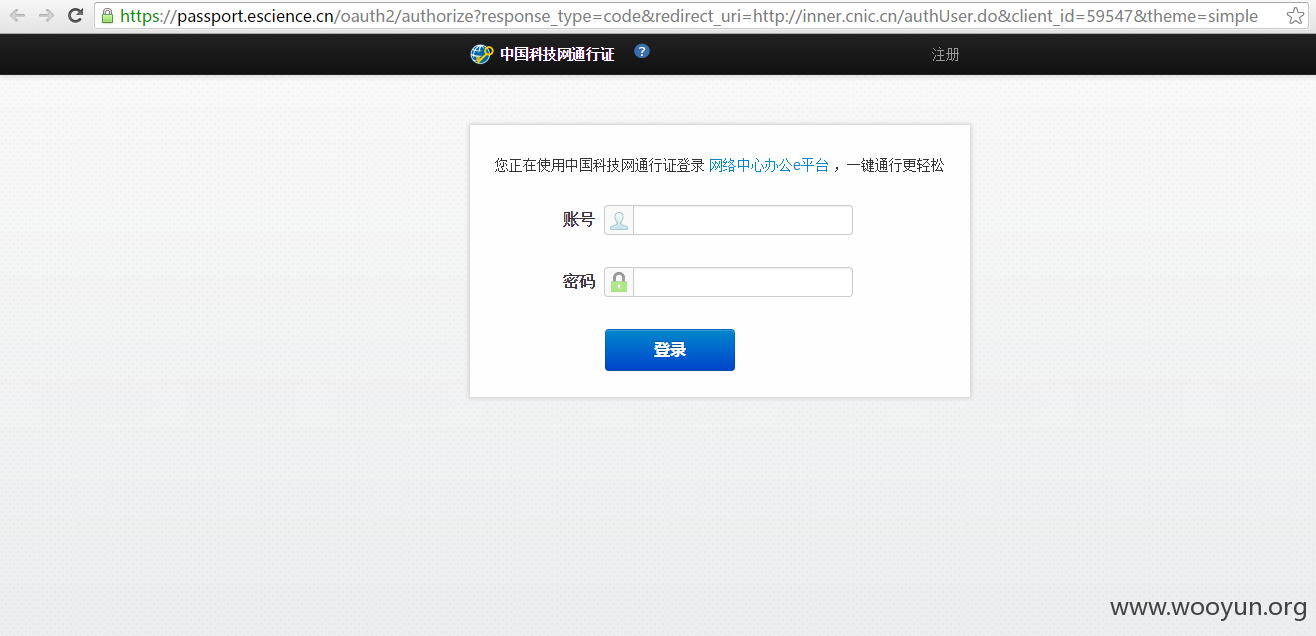 https://passport.escience.cn/oauth2/authorize?response_type=code&redirect_uri=http://inner.cnic.cn/authUser.do&client_id=59547&theme=simple
中国科技网通行证 ?
注册
您正在使用中国科技网通行证登录 网络中心办公e平台 ，一键通行更轻松
账号
密码
登录
www.wooyun.org